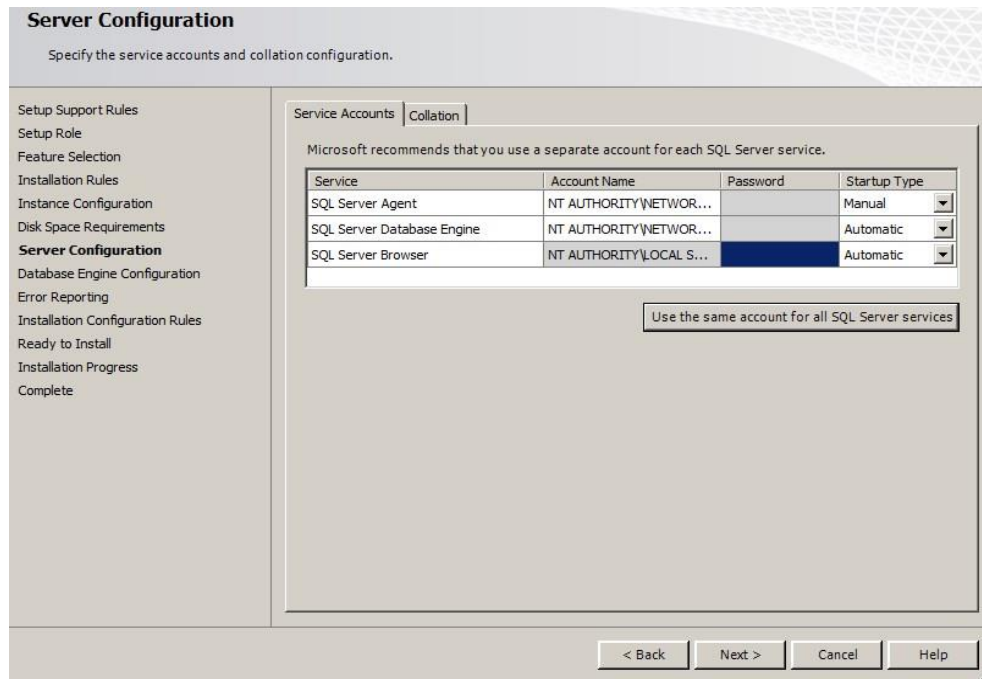 Server Configuration
Specify the service accounts and collation configuration.
Setup Support Rules
Setup Role
Feature Selection
Installation Rules
Instance Configuration
Disk Space Requirements
Server Configuration
Database Engine Configuration
Error Reporting
Installation Configuration Rules
Ready to Install
Installation Progress
Complete
Service Accounts Collation
Microsoft recommends that you use a separate account for each SQL Server service.
Service Account Name Password Startup Type
SQL Server Agent NT AUTHORITY\NETWOR... Manual
SQL Server Database Engine NT AUTHORITY\NETWOR... Automatic
SQL Server Browser NT AUTHORITY\LOCAL S... Automatic
Use the same account for all SQL Server services
< Back Next > Cancel Help